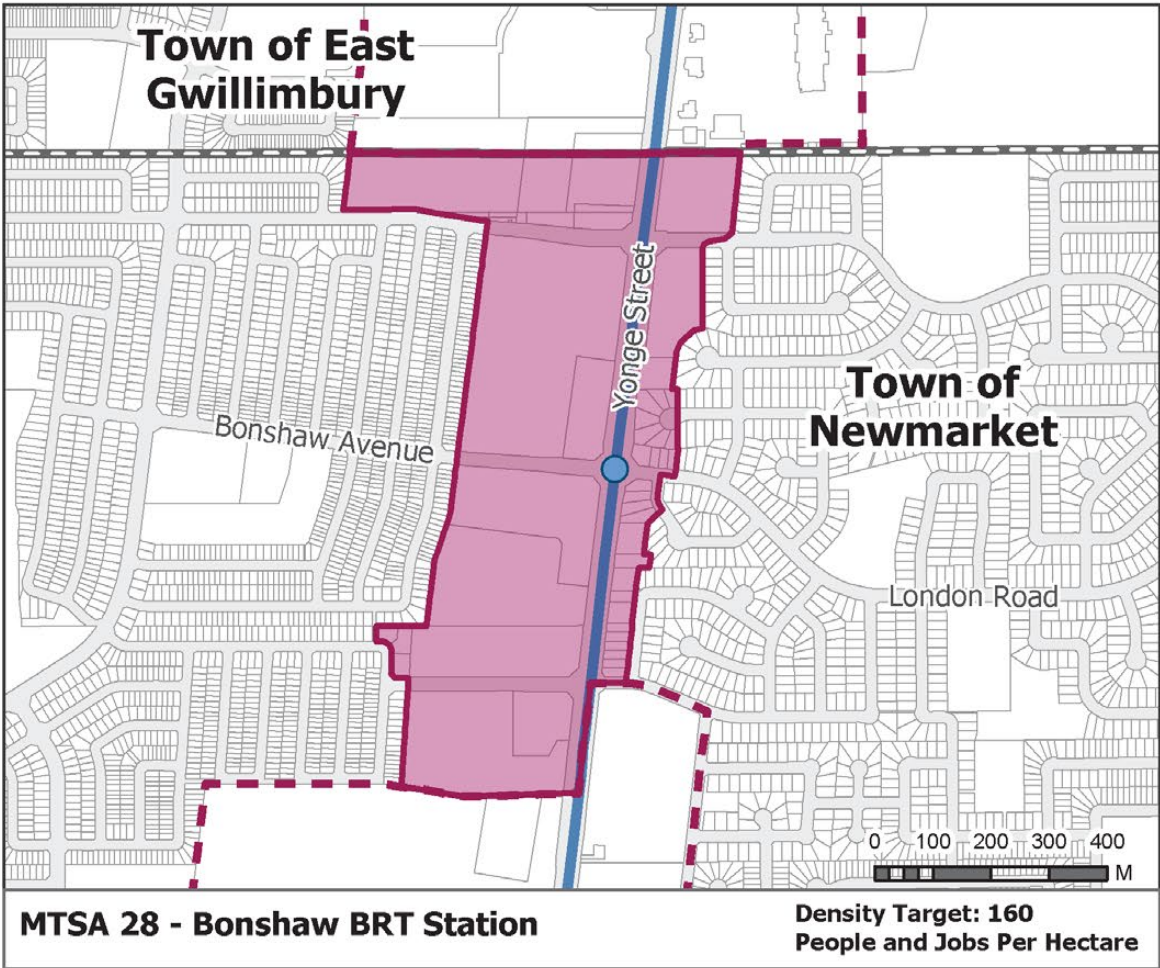 Town of East
Gwillimbury
Yonge Street
Town of
Newmarket
Bonshaw Avenue
London Road
0 100 200 300 400
M
MTSA 28 - Bonshaw BRT Station
Density Target: 160
People and Jobs Per Hectare